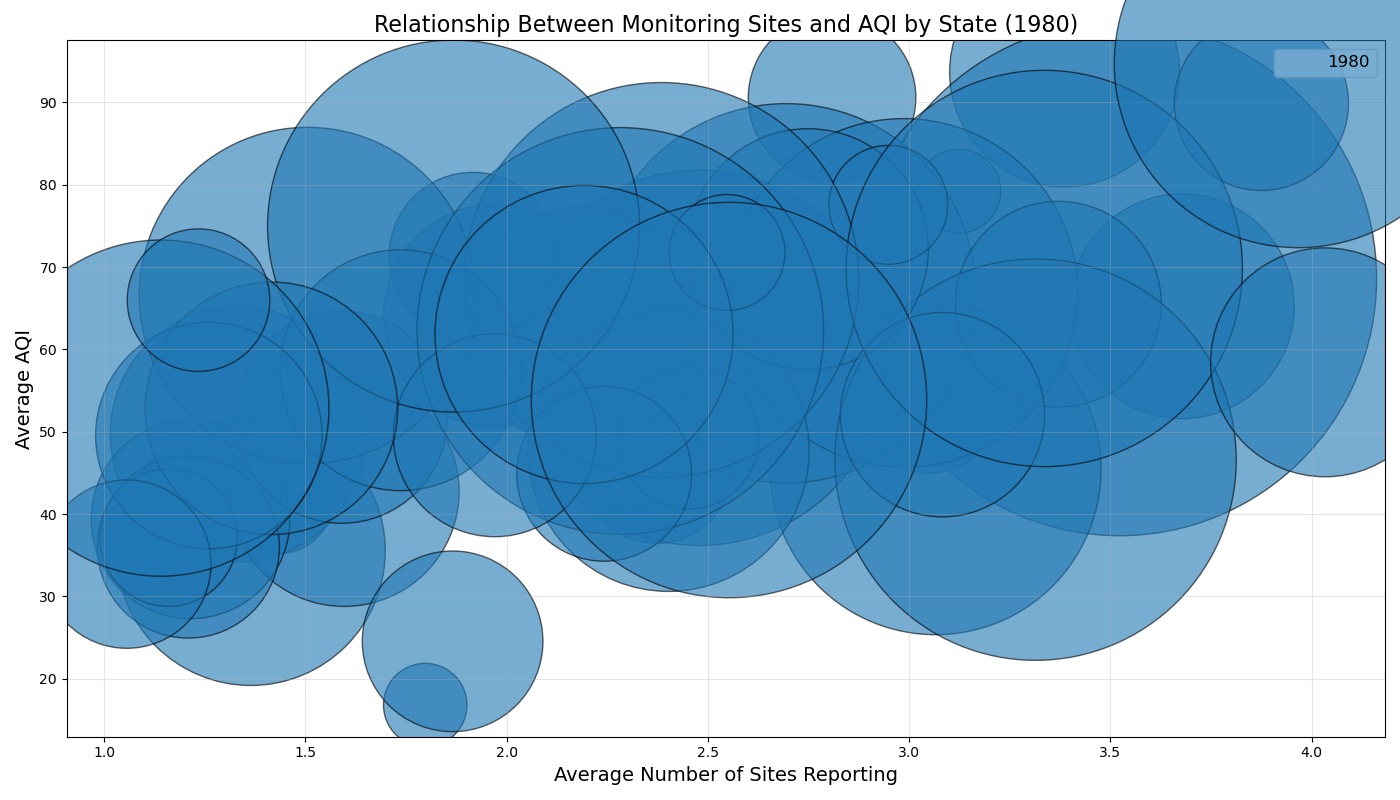 Relationship Between Monitoring Sites and AQI by State (1980)
1980
90
80
70
60
50
40
30
20
Average AQI
1.0 1.5 2.0 2.5 3.0 3.5 4.0
Average Number of Sites Reporting